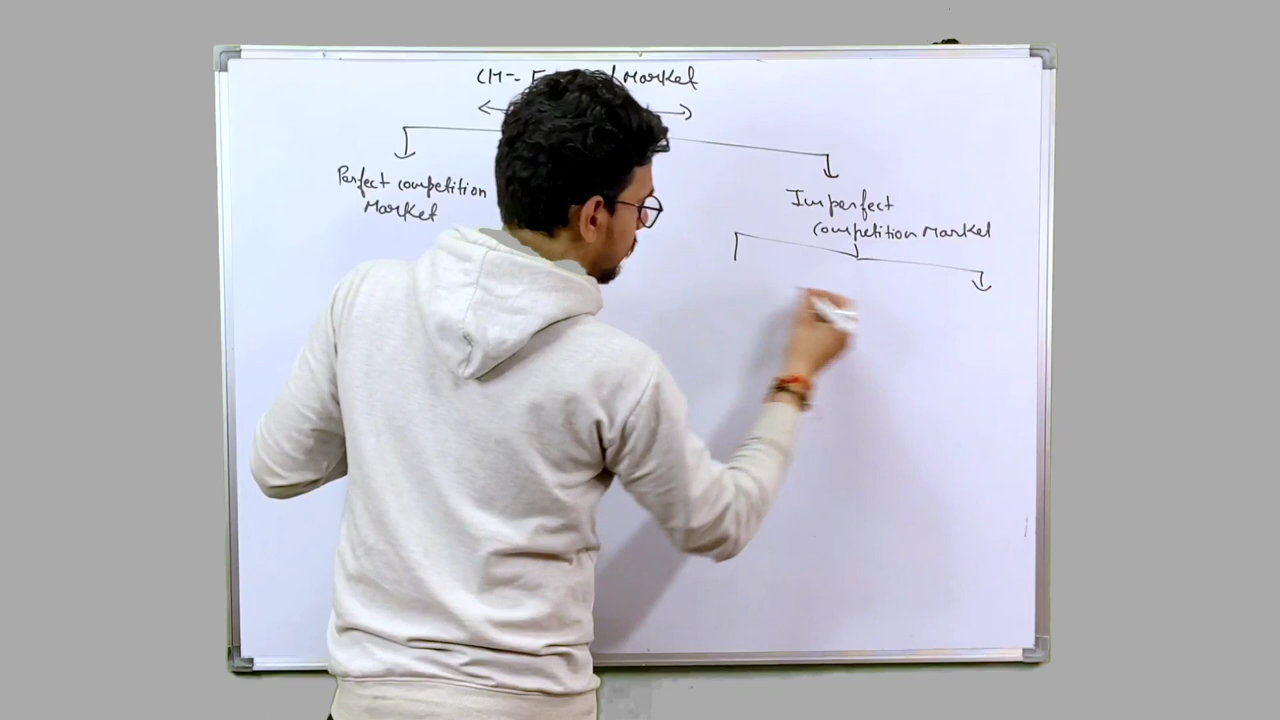 CH-   Market
Perfect competition
Market
Imperfect
competition Market